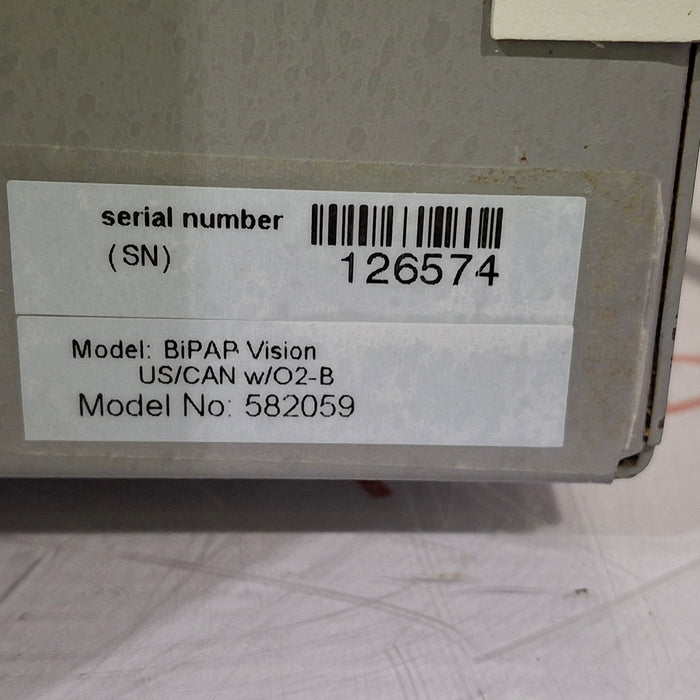 serial number
(SN)
126574
Model: BiPAP Vision
US/CAN w/O2-B
Model No: 582059